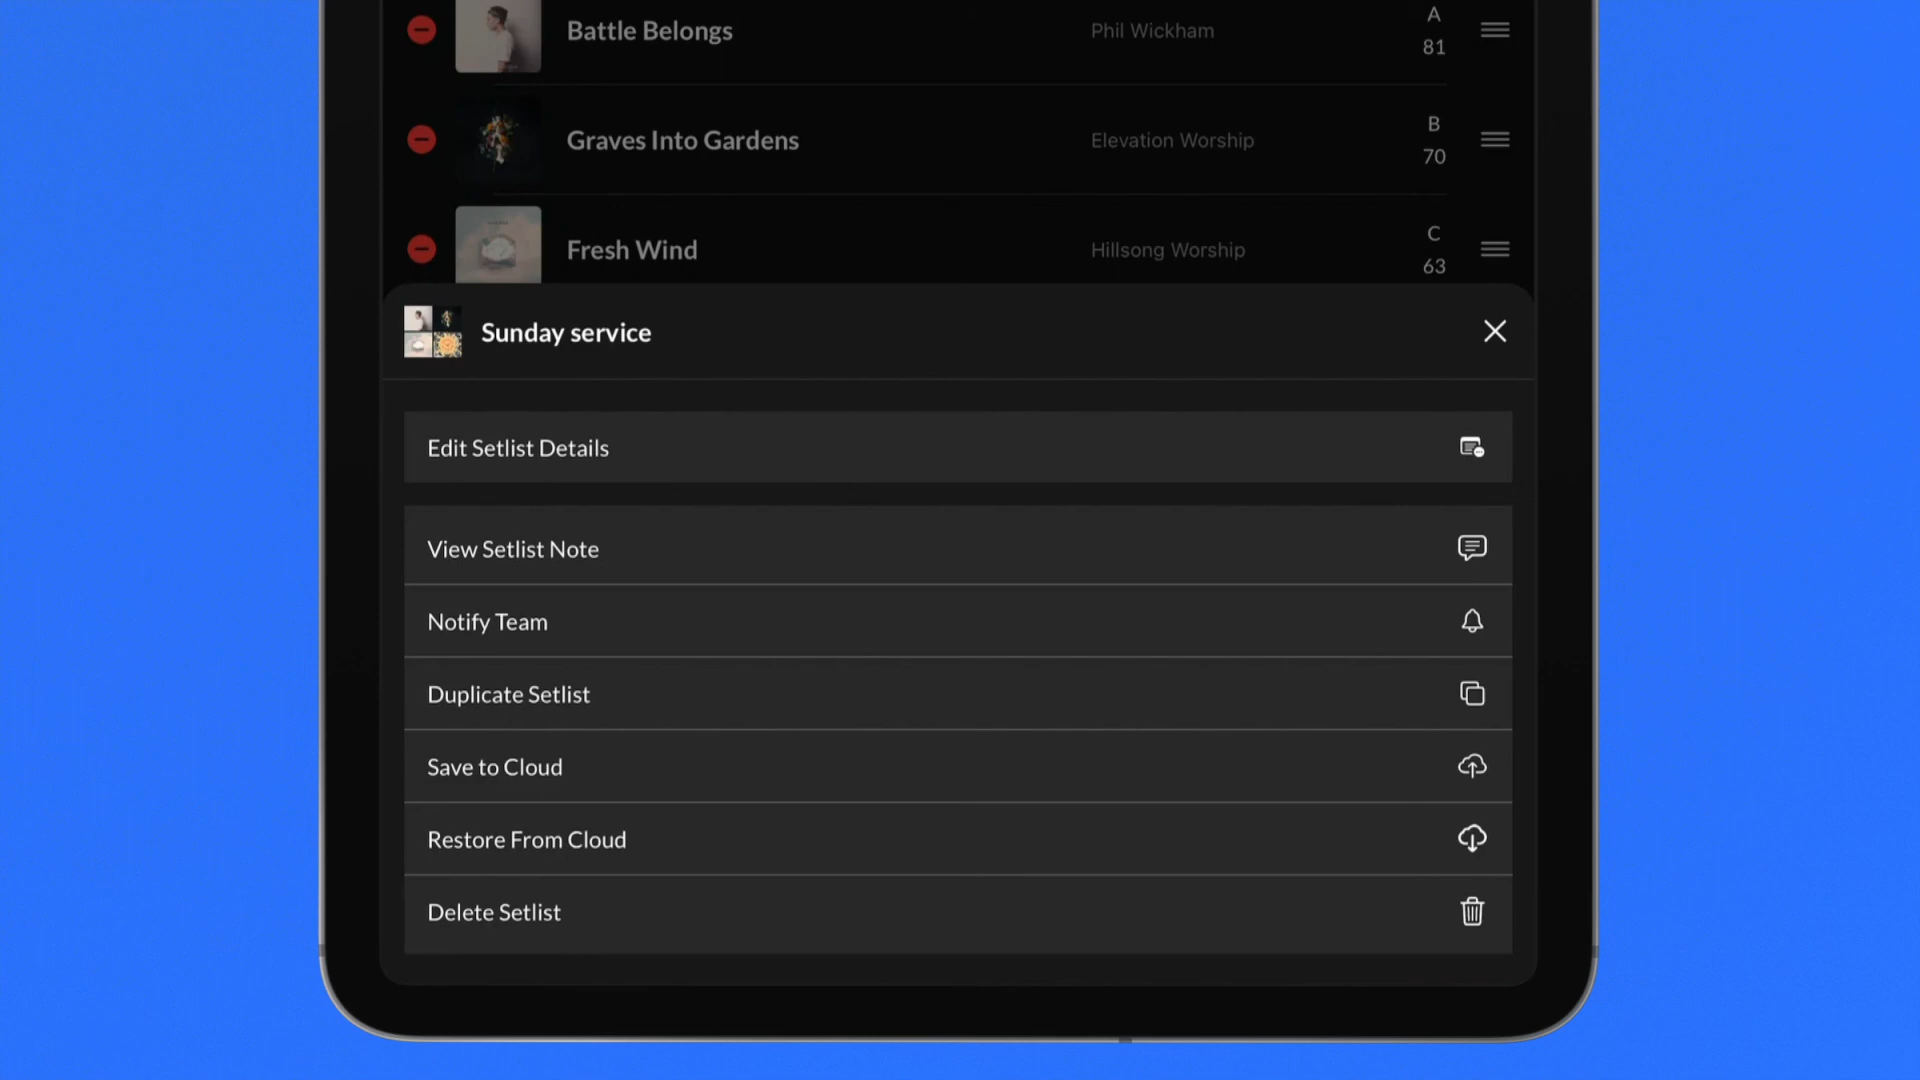 Battle Belongs
Phil Wickham
A
81
Graves Into Gardens
Elevation Worship
B
70
Fresh Wind
Hillsong Worship
C
63
Sunday service
Edit Setlist Details
View Setlist Note
Notify Team
Duplicate Setlist
Save to Cloud
Restore From Cloud
Delete Setlist